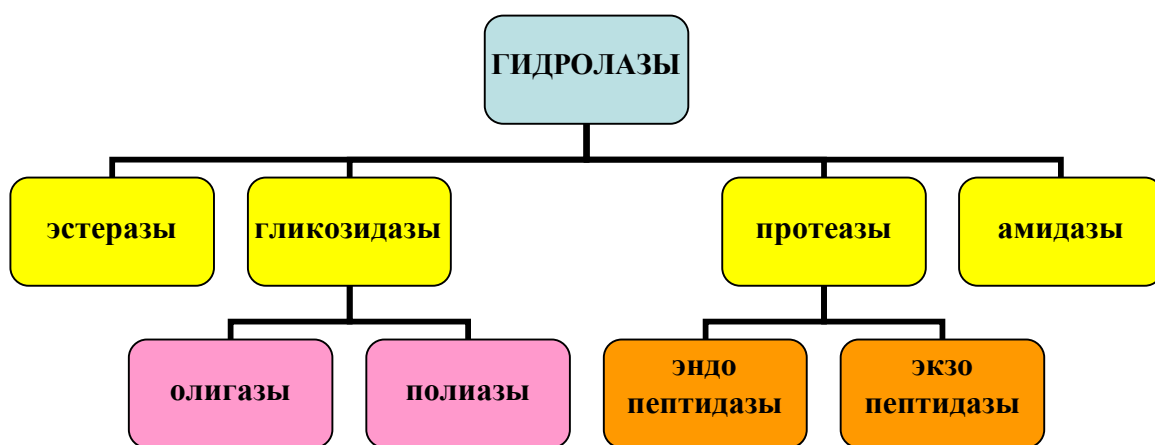 ГИДРОЛАЗЫ
эстеразы
гликозидазы
протеазы
амидазы
олигазы
полиазы
эндо
пептидазы
экзо
пептидазы